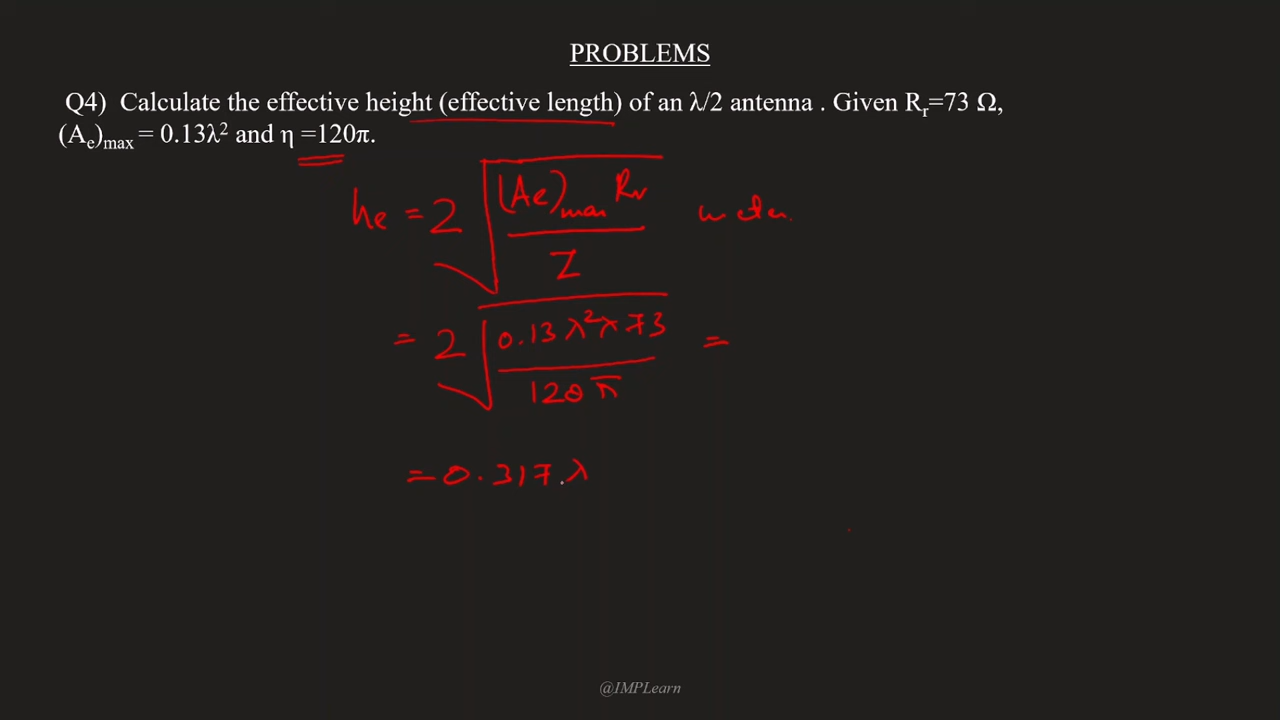 PROBLEMS
Q4) Calculate the effective height (effective length) of an λ/2 antenna . Given Rᵣ=73 Ω,
(Aₑ)ₘₐₓ = 0.13λ² and η =120π.
he = 2 √((Ae)max Rr / Z) meter.
= 2 √(0.13 λ² x 73 / 120 π) =
= 0.317 λ
@IMPLearn